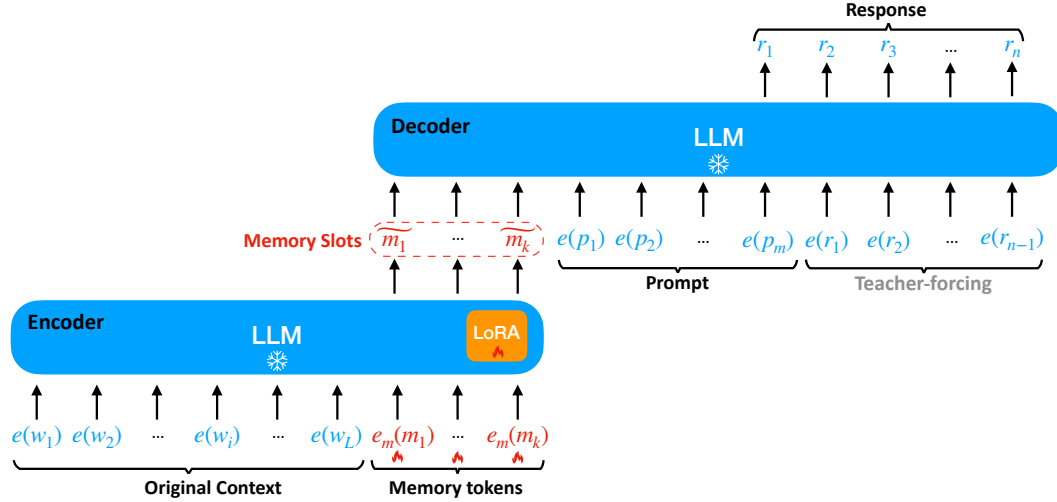 Response
r₁ r₂ r₃ ... rₙ
Decoder
LLM
Memory Slots
m̃₁ ... m̃ₖ
e(p₁) e(p₂) ... e(pₘ) e(r₁) e(r₂) ... e(rₙ₋₁)
Prompt
Teacher-forcing
Encoder
LLM
LoRA
e(w₁) e(w₂) ... e(wᵢ) ... e(w_L) eₘ(m₁) ... eₘ(mₖ)
Original Context
Memory tokens